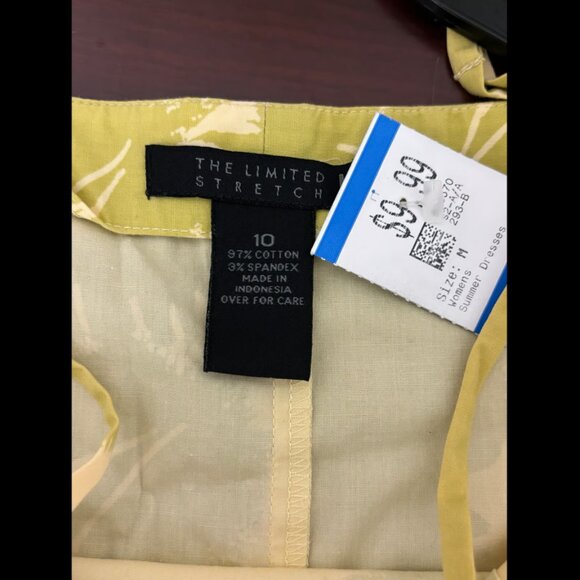 THE LIMITED
STRETCH
10
97% COTTON
3% SPANDEX
MADE IN
INDONESIA
OVER FOR CARE
$9.99
293-B
Size: M
Womens
Summer Dresses